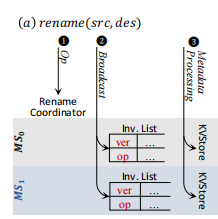 (a) rename(src,des)
❶ ❷ ❸
Op
Broadcast
Metadata
Processing
Rename
Coordinator
MS0
Inv. List
ver ...
op ...
KVStore
MS1
Inv. List
ver ...
op ...
KVStore